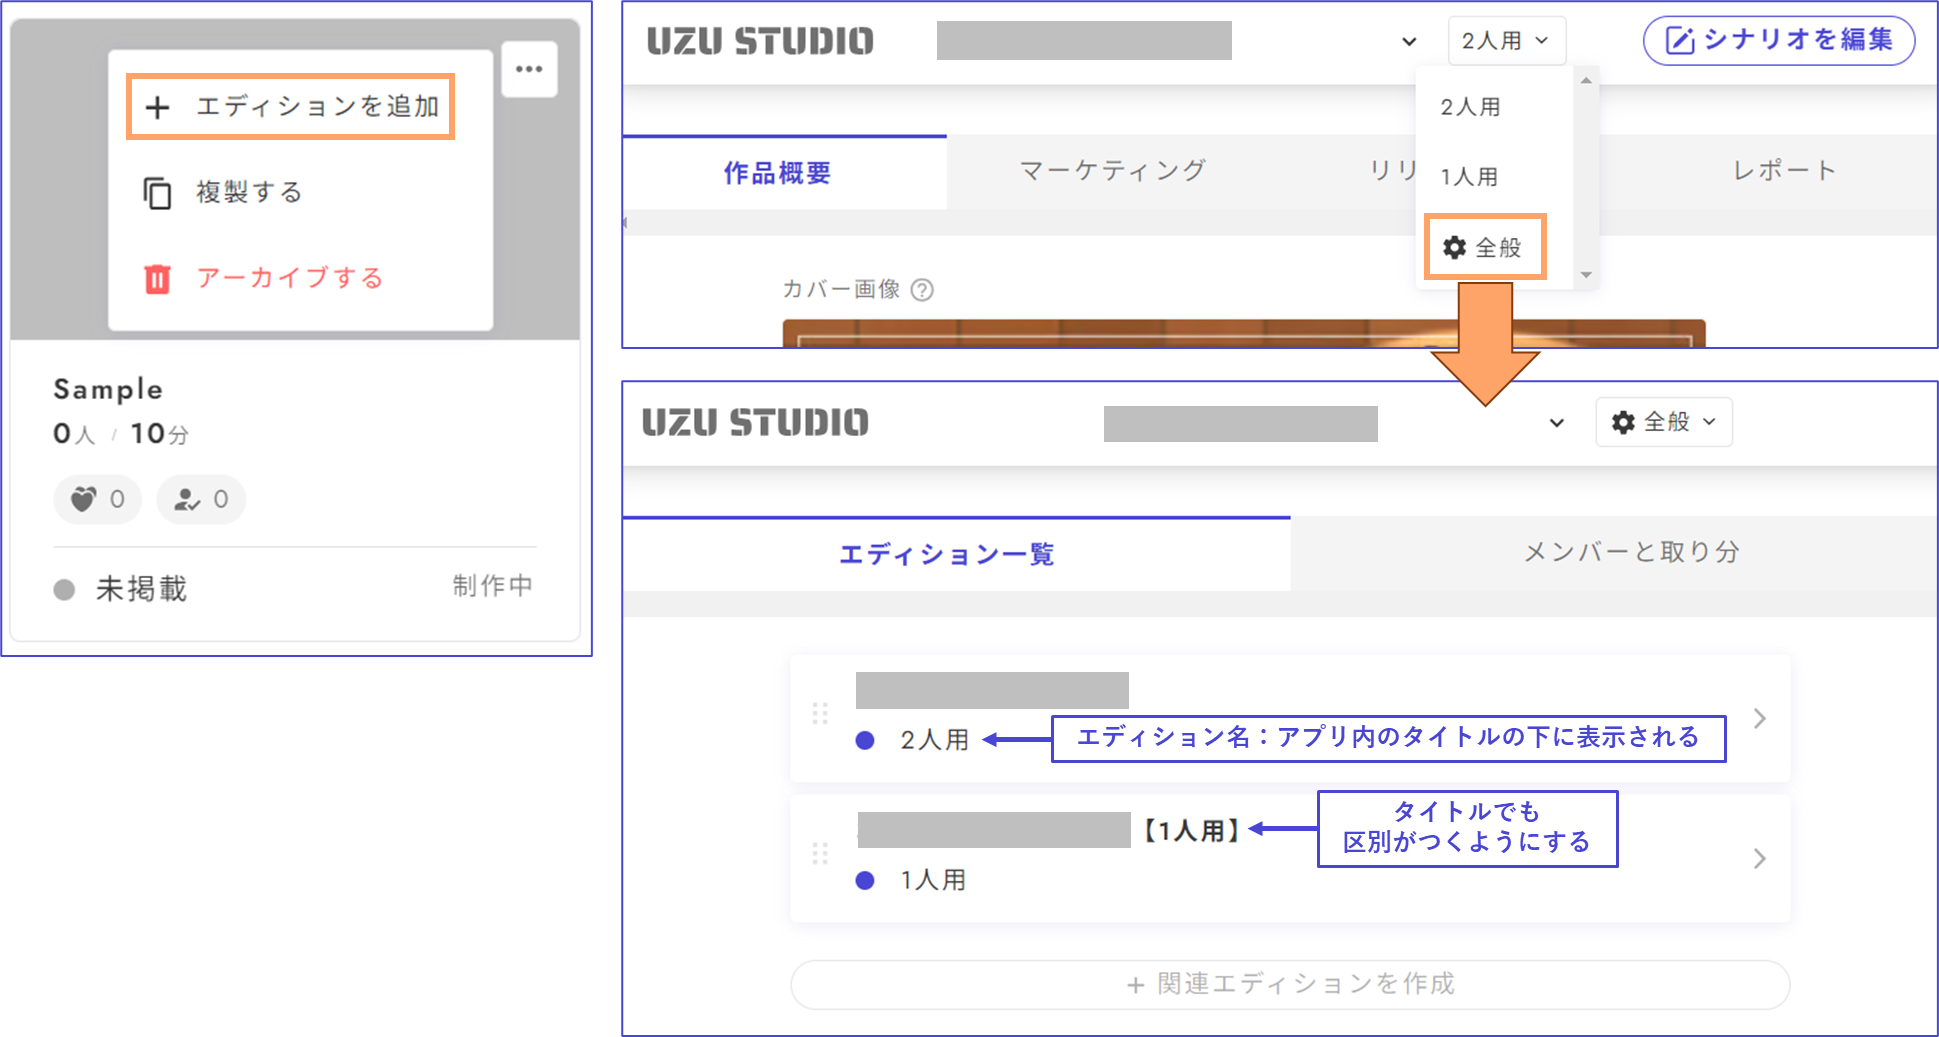 エディションを追加
複製する
アーカイブする
Sample
0人 / 10分
0 0
未掲載 制作中
UZU STUDIO 2人用 シナリオを編集
2人用
1人用
全般
作品概要 マーケティング リリ レポート
カバー画像
UZU STUDIO 全般
エディション一覧 メンバーと取り分
2人用 エディション名：アプリ内のタイトルの下に表示される
【1人用】 タイトルでも
区別がつくようにする
1人用
+ 関連エディションを作成